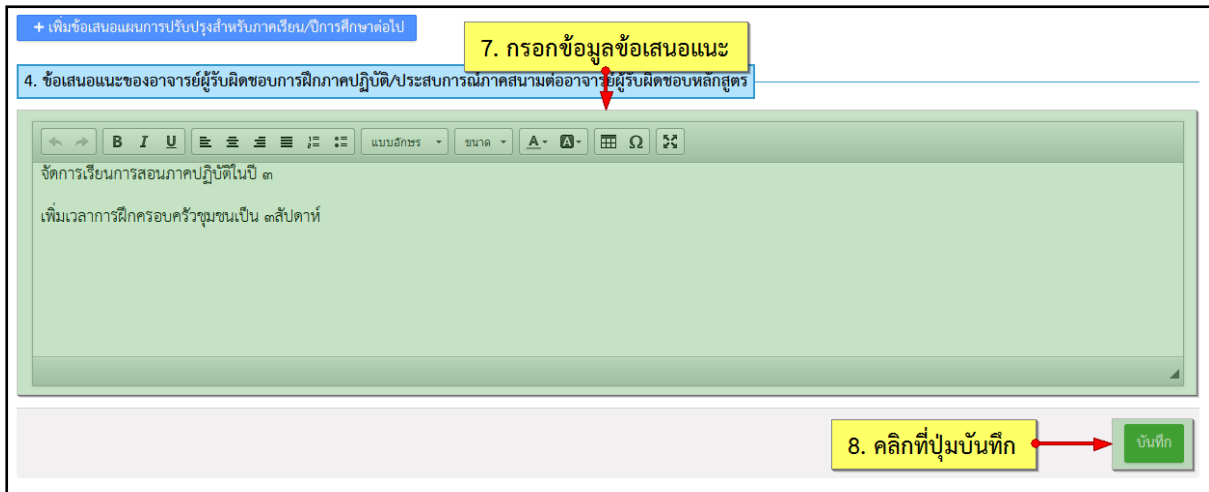 + เพิ่มข้อเสนอแผนการปรับปรุงสำหรับภาคเรียน/ปีการศึกษาต่อไป
7. กรอกข้อมูลข้อเสนอแนะ
4. ข้อเสนอแนะของอาจารย์ผู้รับผิดชอบการฝึกภาคปฏิบัติ/ประสบการณ์ภาคสนามต่ออาจารย์ผู้รับผิดชอบหลักสูตร
B I U แบบอักษร ขนาด A A Ω
จัดการเรียนการสอนภาคปฏิบัติในปี ๓
เพิ่มเวลาการฝึกครอบครัวชุมชนเป็น ๓สัปดาห์
8. คลิกที่ปุ่มบันทึก
บันทึก